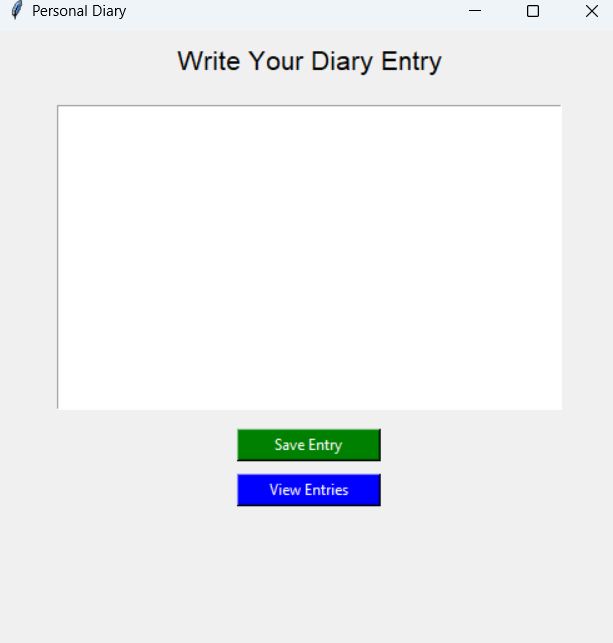 Personal Diary
Write Your Diary Entry
Save Entry
View Entries